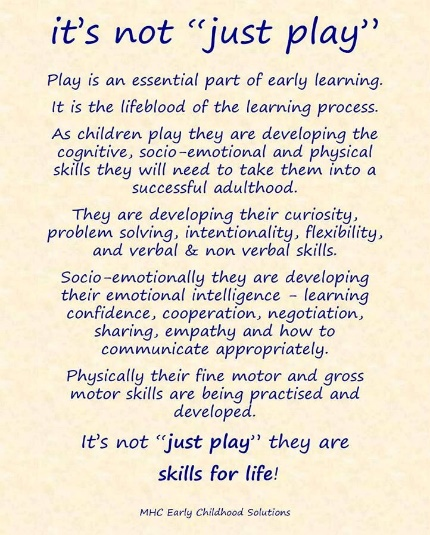 it's not “just play”
Play is an essential part of early learning.
It is the lifeblood of the learning process.
As children play they are developing the
cognitive, socio-emotional and physical
skills they will need to take them into a
successful adulthood.
They are developing their curiosity,
problem solving, intentionality, flexibility,
and verbal & non verbal skills.
Socio-emotionally they are developing
their emotional intelligence - learning
confidence, cooperation, negotiation,
sharing, empathy and how to
communicate appropriately.
Physically their fine motor and gross
motor skills are being practised and
developed.
It's not “just play” they are
skills for life!
MHC Early Childhood Solutions